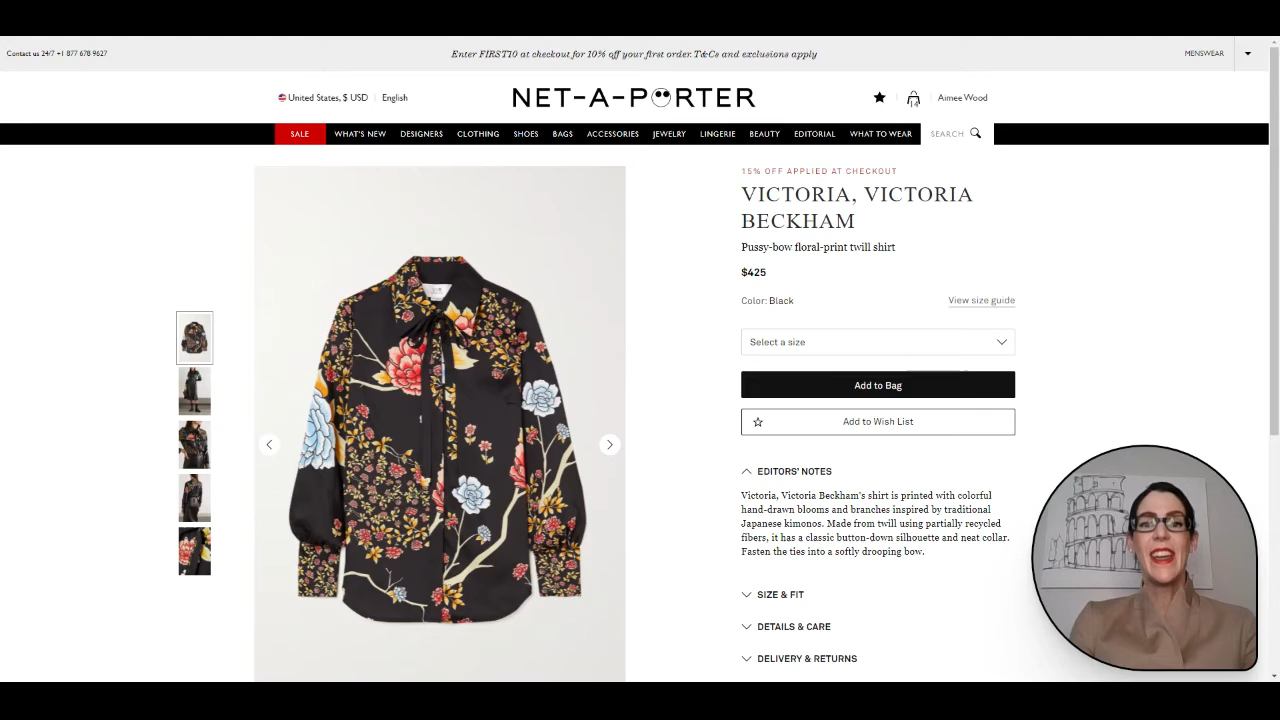 Contact us 24/7 +1 877 678 9627
Enter FIRST10 at checkout for 10% off your first order. T&Cs and exclusions apply
MENSWEAR
United States, $ USD
English
NET-A-PORTER
14
Aimee Wood
SALE
WHAT'S NEW
DESIGNERS
CLOTHING
SHOES
BAGS
ACCESSORIES
JEWELRY
LINGERIE
BEAUTY
EDITORIAL
WHAT TO WEAR
SEARCH
15% OFF APPLIED AT CHECKOUT
VICTORIA, VICTORIA
BECKHAM
Pussy-bow floral-print twill shirt
$425
Color: Black
View size guide
Select a size
Add to Bag
Add to Wish List
EDITORS' NOTES
Victoria, Victoria Beckham's shirt is printed with colorful
hand-drawn blooms and branches inspired by traditional
Japanese kimonos. Made from twill using partially recycled
fibers, it has a classic button-down silhouette and neat collar.
Fasten the ties into a softly drooping bow.
SIZE & FIT
DETAILS & CARE
DELIVERY & RETURNS